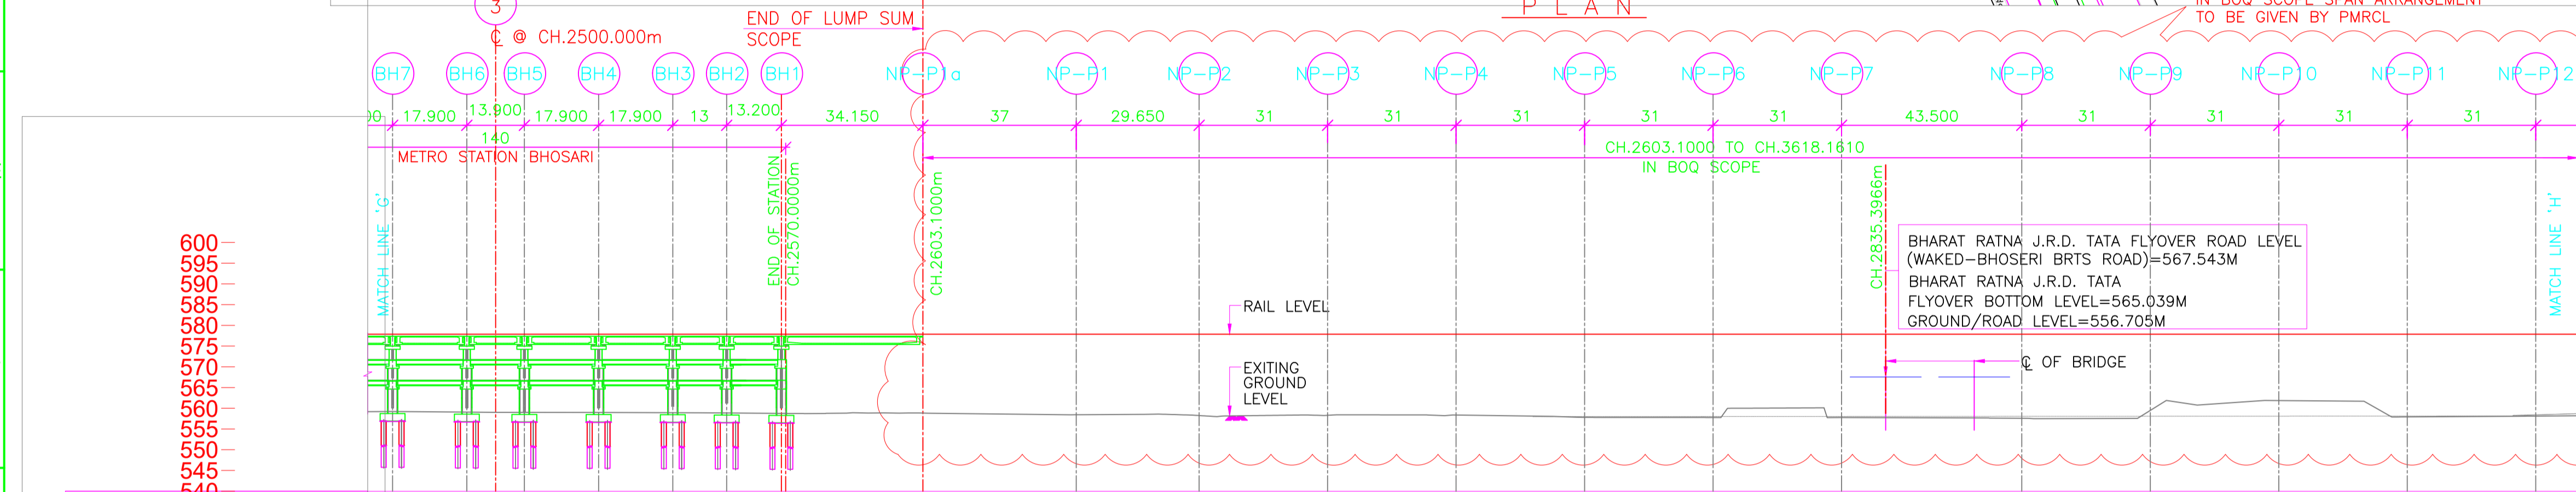 PLAN
3
℄ @ CH.2500.000m
END OF LUMP SUM
SCOPE
IN BOQ SCOPE SPAN ARRANGEMENT
TO BE GIVEN BY PMRCL
BH7 BH6 BH5 BH4 BH3 BH2 BH1 NP-P1a NP-P1 NP-P2 NP-P3 NP-P4 NP-P5 NP-P6 NP-P7 NP-P8 NP-P9 NP-P10 NP-P11 NP-P12
17.900 13.900 17.900 17.900 13 13.200 34.150 37 29.650 31 31 31 31 31 43.500 31 31 31 31
140
METRO STATION BHOSARI
CH.2603.1000 TO CH.3618.1610
IN BOQ SCOPE
MATCH LINE 'G'
END OF STATION
CH.2570.0000m
CH.2603.1000m
CH.2835.3966m
MATCH LINE 'H'
BHARAT RATNA J.R.D. TATA FLYOVER ROAD LEVEL
(WAKED-BHOSERI BRTS ROAD)=567.543M
BHARAT RATNA J.R.D. TATA
FLYOVER BOTTOM LEVEL=565.039M
GROUND/ROAD LEVEL=556.705M
RAIL LEVEL
EXITING
GROUND
LEVEL
℄ OF BRIDGE
600
595
590
585
580
575
570
565
560
555
550
545
540